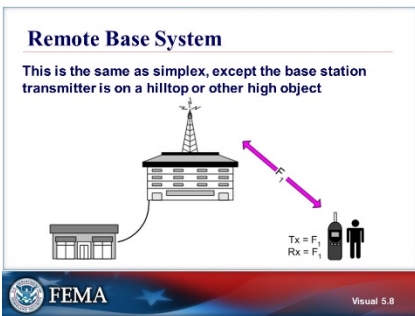 Remote Base System
This is the same as simplex, except the base station
transmitter is on a hilltop or other high object
F1
Tx = F1
Rx = F1
FEMA
Visual 5.8